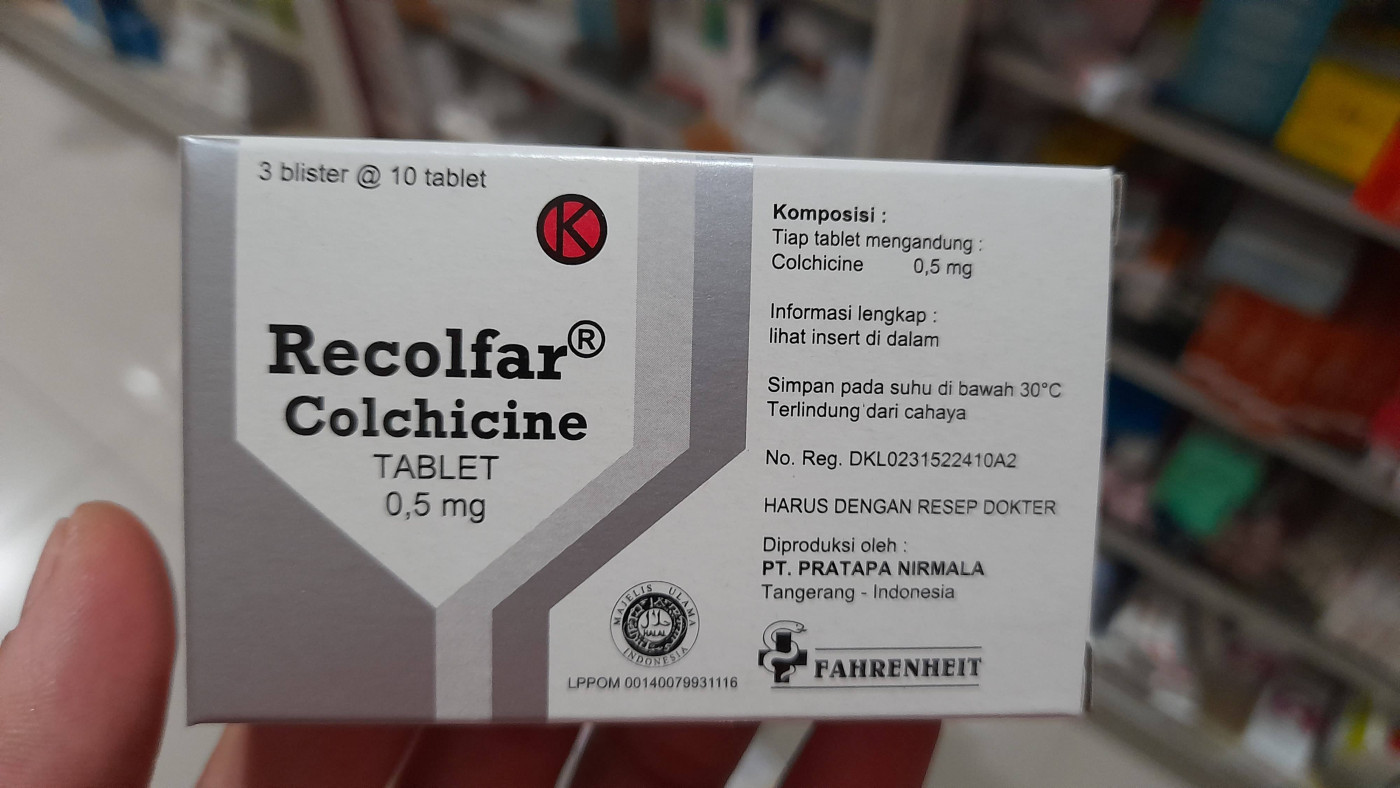 3 blister @ 10 tablet
K
Recolfar®
Colchicine
TABLET
0,5 mg
Komposisi :
Tiap tablet mengandung :
Colchicine 0,5 mg
Informasi lengkap :
lihat insert di dalam
Simpan pada suhu di bawah 30°C
Terlindung dari cahaya
No. Reg. DKL0231522410A2
HARUS DENGAN RESEP DOKTER
Diproduksi oleh :
PT. PRATAPA NIRMALA
Tangerang - Indonesia
FAHRENHEIT
MAJELIS ULAMA
حلال
HALAL
INDONESIA
LPPOM 00140079931116